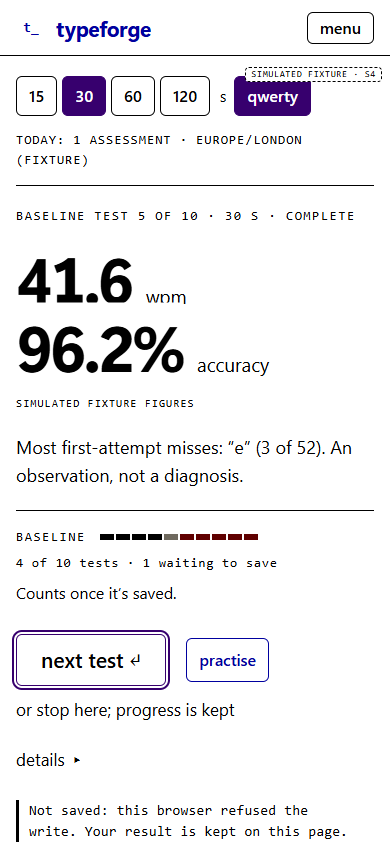 t_ typeforge menu
SIMULATED FIXTURE · S4
15 30 60 120 s qwerty
TODAY: 1 ASSESSMENT · EUROPE/LONDON
(FIXTURE)
BASELINE TEST 5 OF 10 · 30 S · COMPLETE
41.6 wpm
96.2% accuracy
SIMULATED FIXTURE FIGURES
Most first-attempt misses: “e” (3 of 52). An
observation, not a diagnosis.
BASELINE
4 of 10 tests · 1 waiting to save
Counts once it’s saved.
next test ↵ practise
or stop here; progress is kept
details ▸
Not saved: this browser refused the
write. Your result is kept on this page.